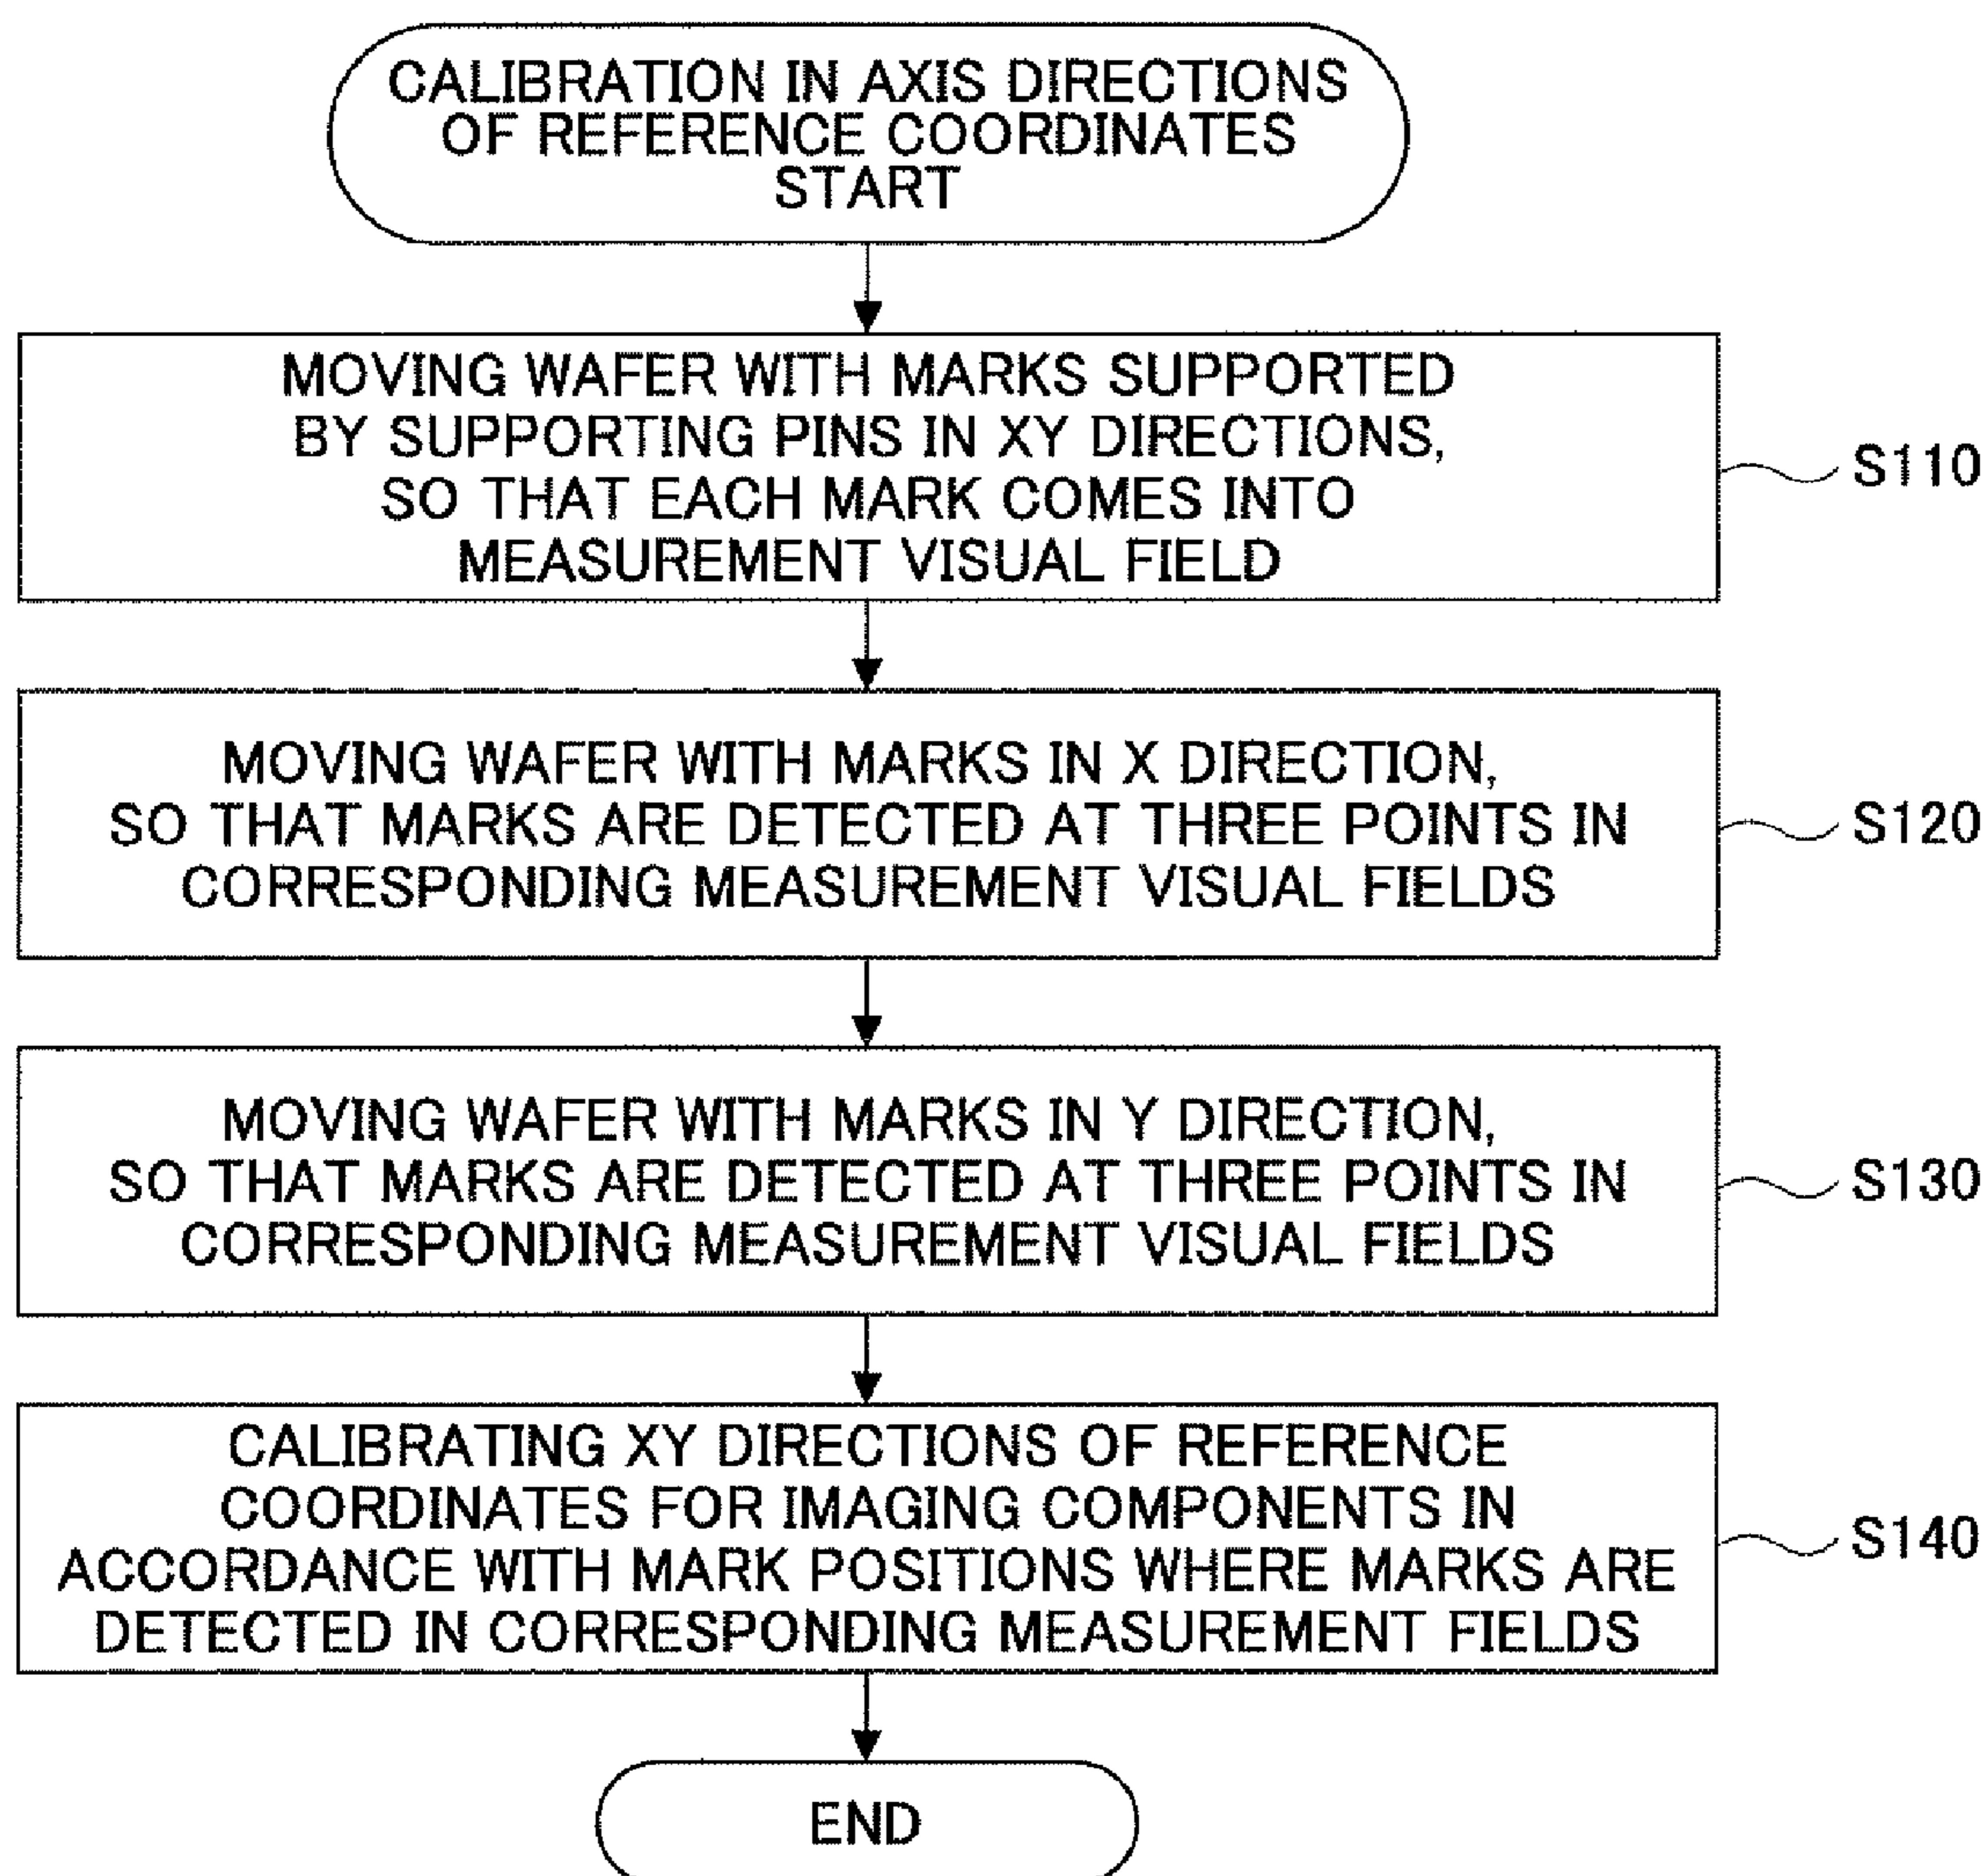 CALIBRATION IN AXIS DIRECTIONS
OF REFERENCE COORDINATES
START
MOVING WAFER WITH MARKS SUPPORTED
BY SUPPORTING PINS IN XY DIRECTIONS,
SO THAT EACH MARK COMES INTO
MEASUREMENT VISUAL FIELD
S110
MOVING WAFER WITH MARKS IN X DIRECTION,
SO THAT MARKS ARE DETECTED AT THREE POINTS IN
CORRESPONDING MEASUREMENT VISUAL FIELDS
S120
MOVING WAFER WITH MARKS IN Y DIRECTION,
SO THAT MARKS ARE DETECTED AT THREE POINTS IN
CORRESPONDING MEASUREMENT VISUAL FIELDS
S130
CALIBRATING XY DIRECTIONS OF REFERENCE
COORDINATES FOR IMAGING COMPONENTS IN
ACCORDANCE WITH MARK POSITIONS WHERE MARKS ARE
DETECTED IN CORRESPONDING MEASUREMENT FIELDS
S140
END